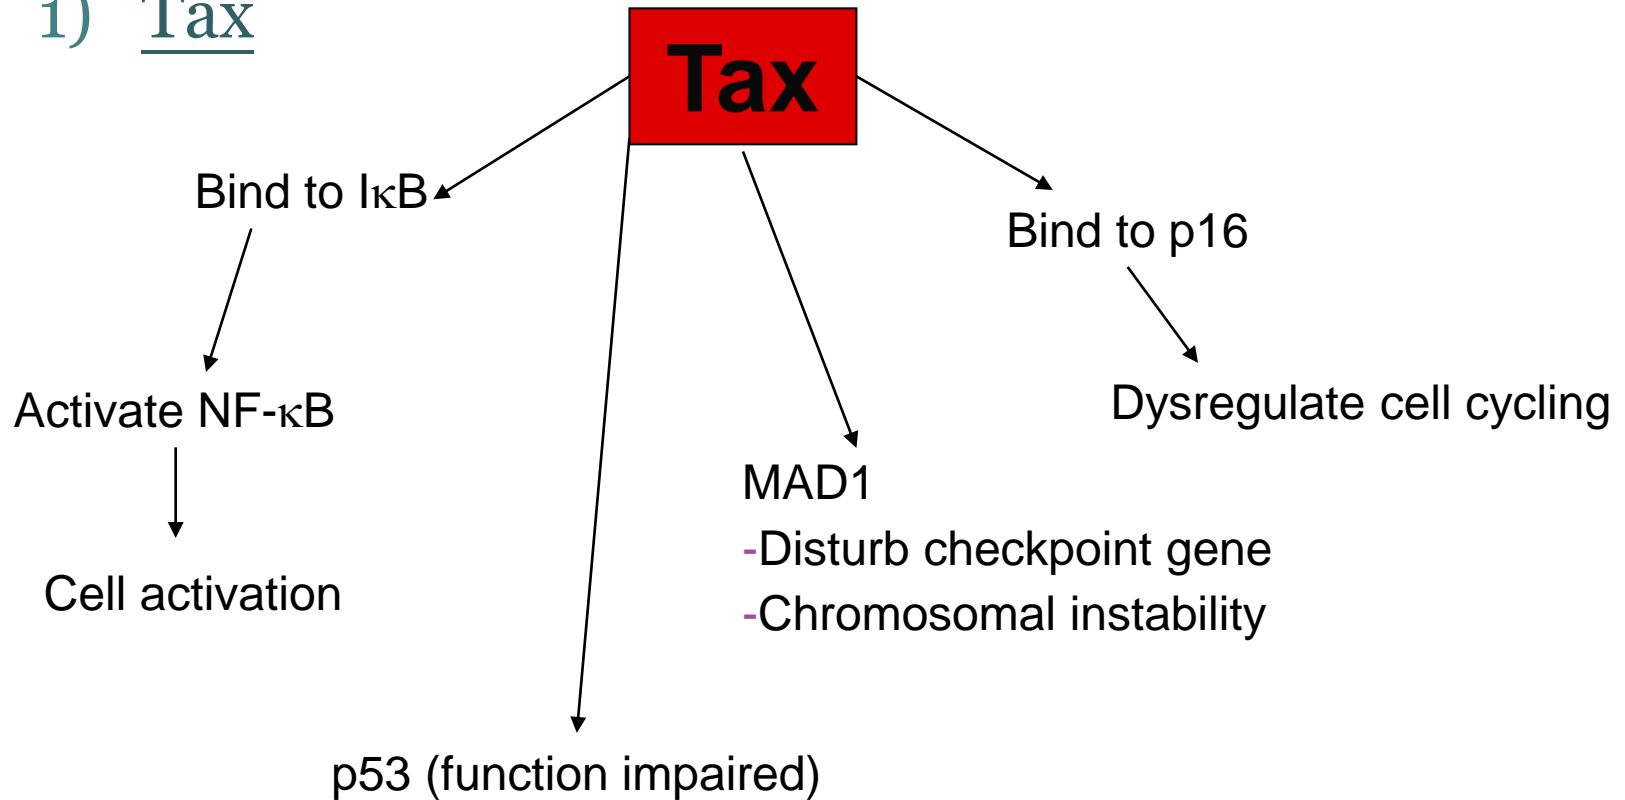 1) Tax
Tax
Bind to IκB
Bind to p16
Activate NF-κB
Dysregulate cell cycling
MAD1
-Disturb checkpoint gene
Cell activation
-Chromosomal instability
p53 (function impaired)